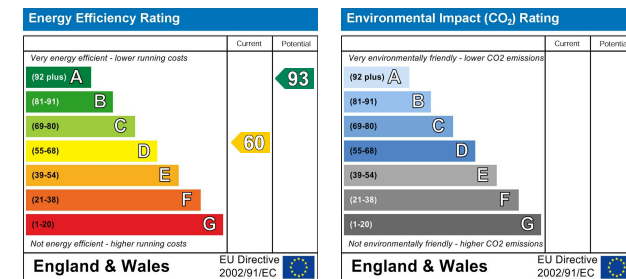 Energy Efficiency Rating
Current Potential
Very energy efficient - lower running costs
(92 plus) A
93
(81-91) B
(69-80) C
(55-68) D
60
(39-54) E
(21-38) F
(1-20) G
Not energy efficient - higher running costs
England & Wales
EU Directive
2002/91/EC
Environmental Impact (CO₂) Rating
Current Potential
Very environmentally friendly - lower CO2 emissions
(92 plus) A
(81-91) B
(69-80) C
(55-68) D
(39-54) E
(21-38) F
(1-20) G
Not environmentally friendly - higher CO2 emissions
England & Wales
EU Directive
2002/91/EC